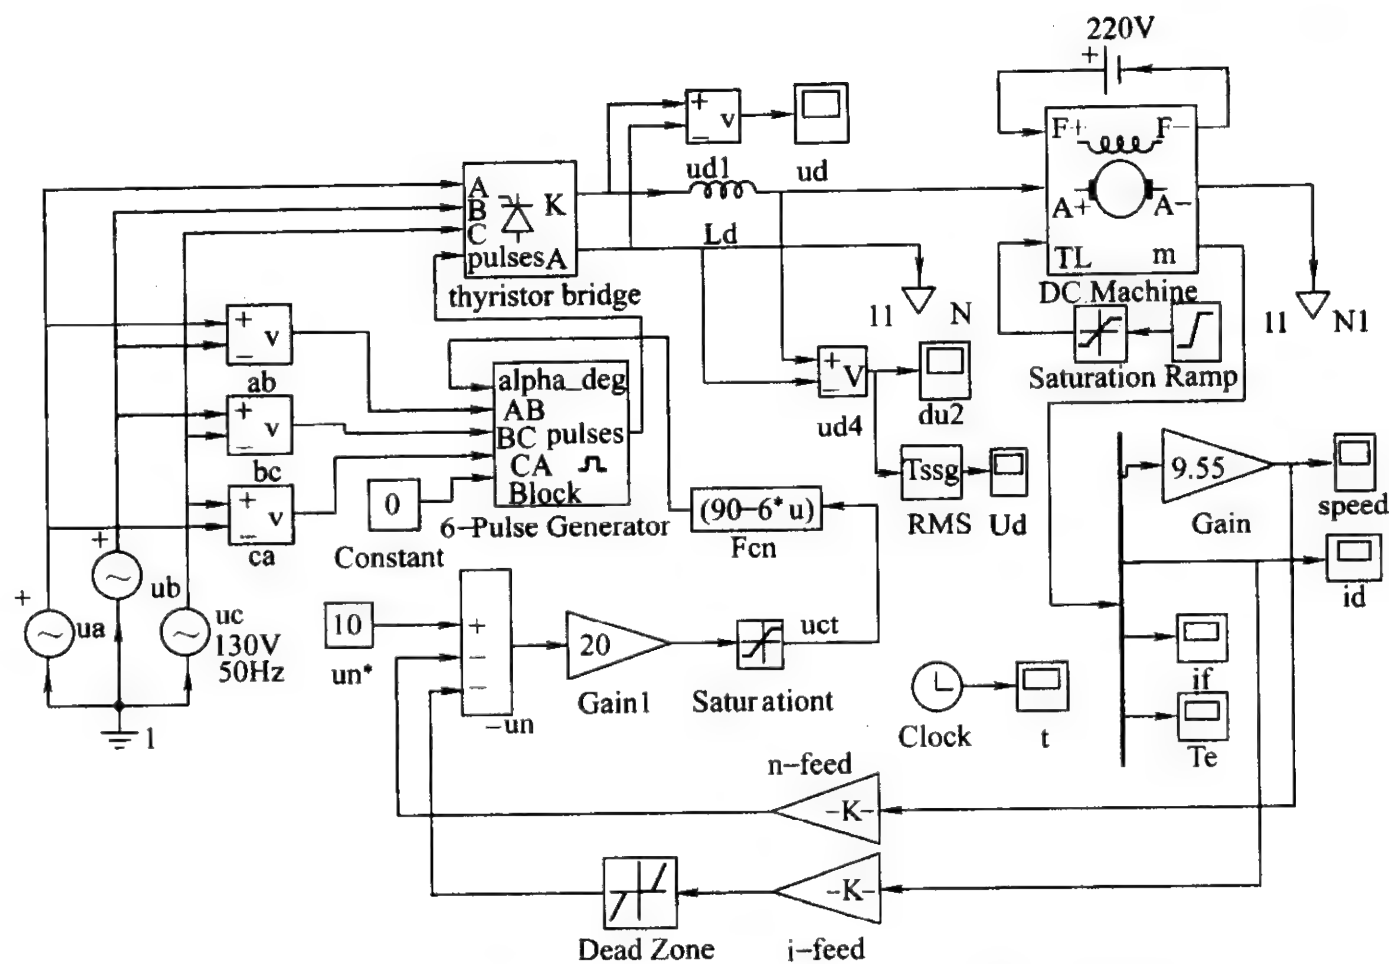 220V
+
+
−
v
ud1
ud
F+
F−
A+
A−
TL
m
DC Machine
A
B
C
pulses
K
A
thyristor bridge
Ld
11
N
11
N1
Saturation Ramp
+
−
v
ab
+
−
v
bc
+
−
v
ca
alpha_deg
AB
BC
pulses
CA
Block
6−Pulse Generator
0
Constant
+
−
V
ud4
du2
Tssg
RMS
Ud
(90−6*u)
Fcn
9.55
Gain
speed
id
if
Te
+
ua
+
ub
uc
130V
50Hz
1
10
un*
+
−
−
−un
20
Gain1
Saturationt
uct
Clock
t
n−feed
−K−
−K−
i−feed
Dead Zone